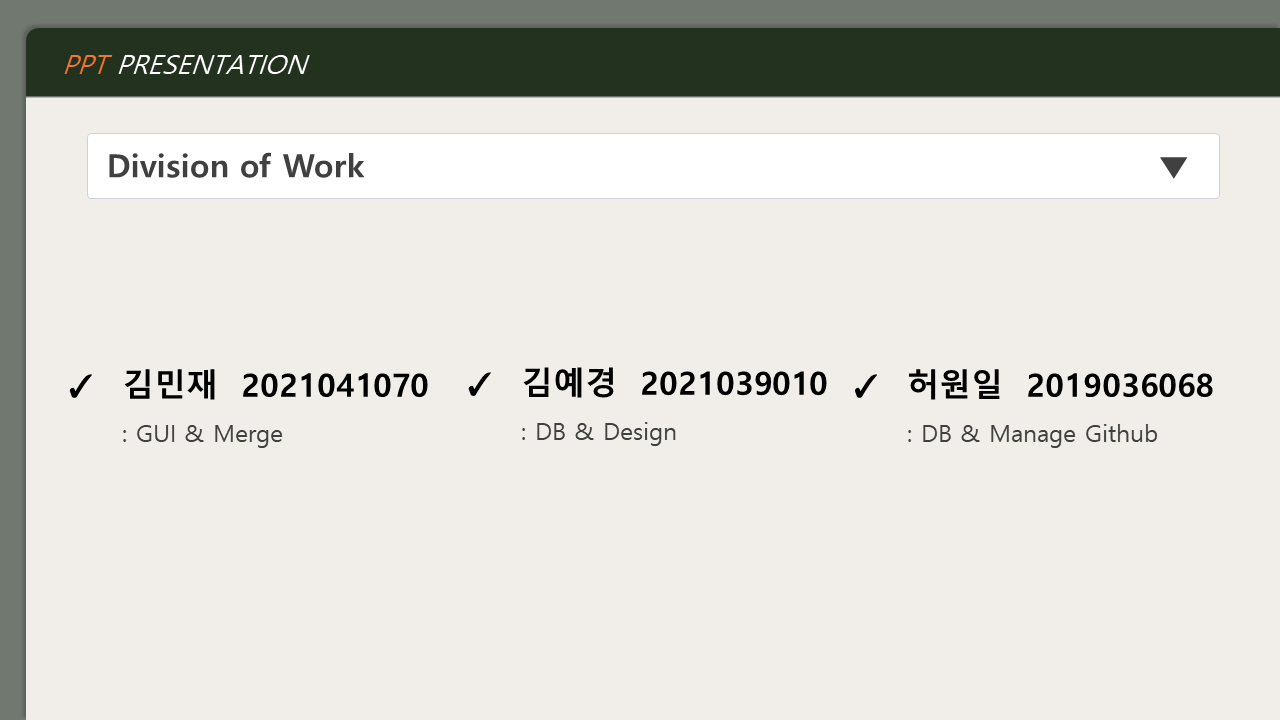 PPT PRESENTATION
Division of Work
✓ 김민재 2021041070
: GUI & Merge
✓ 김예경 2021039010
: DB & Design
✓ 허원일 2019036068
: DB & Manage Github